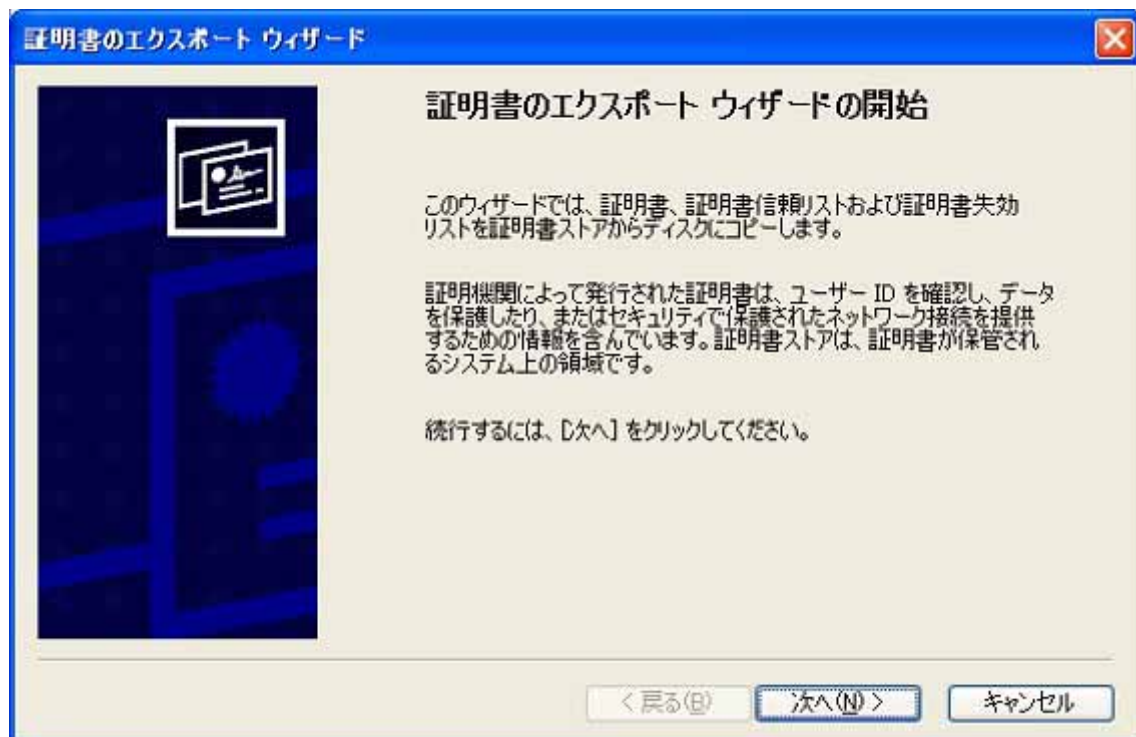 証明書のエクスポート ウィザード
証明書のエクスポート ウィザードの開始
このウィザードでは、証明書、証明書信頼リストおよび証明書失効
リストを証明書ストアからディスクにコピーします。
証明機関によって発行された証明書は、ユーザー ID を確認し、データ
を保護したり、またはセキュリティで保護されたネットワーク接続を提供
するための情報を含んでいます。証明書ストアは、証明書が保管され
るシステム上の領域です。
続行するには、[次へ] をクリックしてください。
< 戻る(B)
次へ(N) >
キャンセル